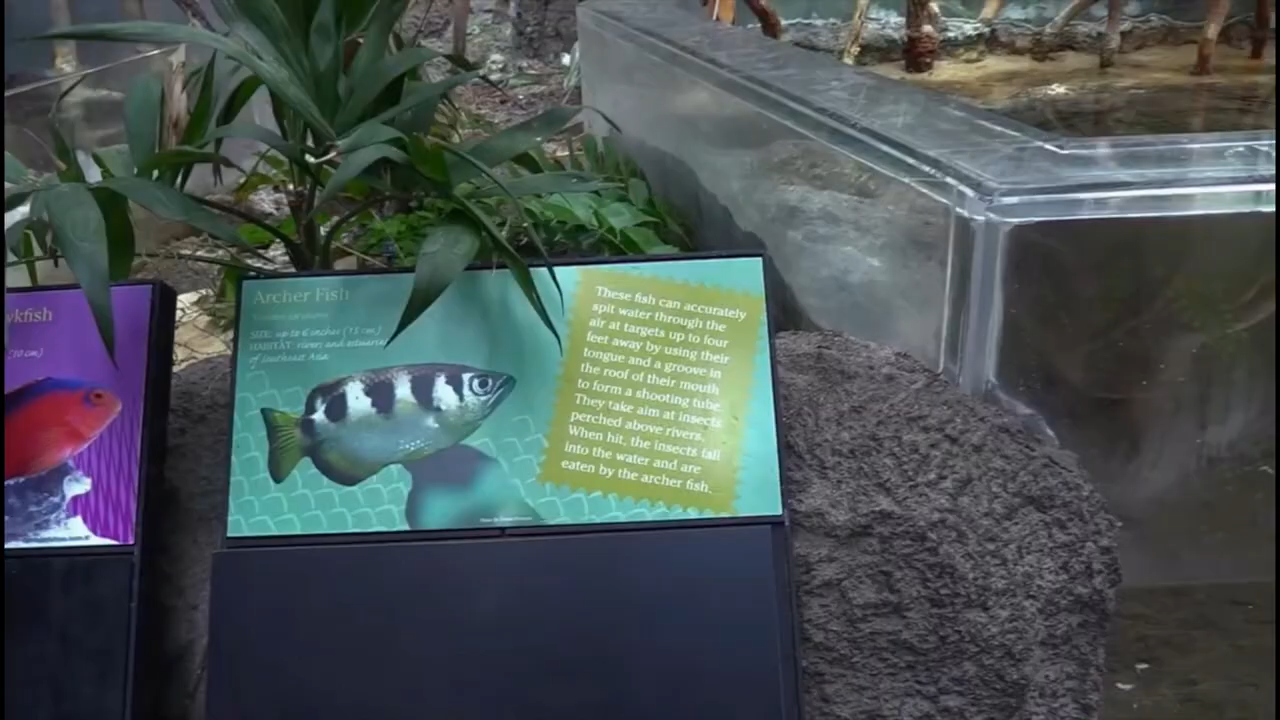 ykfish
(10 cm)
Archer Fish
SIZE: up to 6 inches (15 cm)
HABITAT: rivers and estuaries
of Southeast Asia
These fish can accurately
spit water through the
air at targets up to four
feet away by using their
tongue and a groove in
the roof of their mouth
to form a shooting tube.
They take aim at insects
perched above rivers.
When hit, the insects fall
into the water and are
eaten by the archer fish.